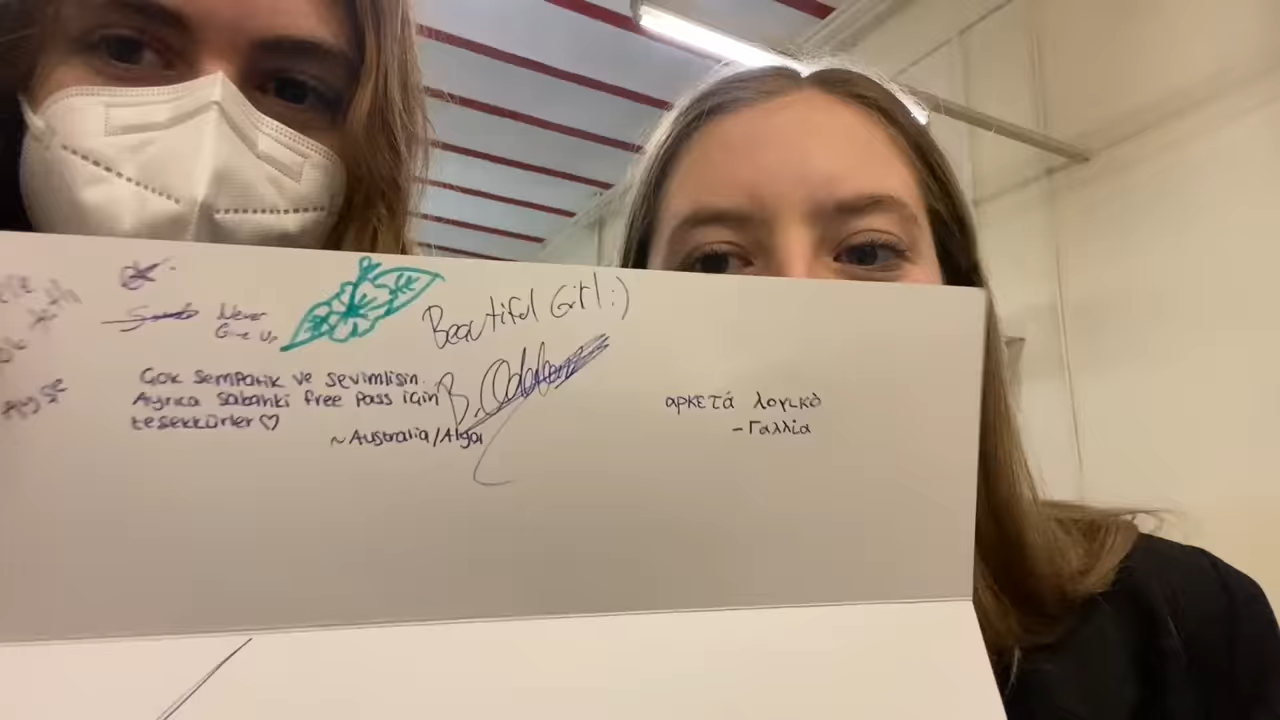 Never
Give Up
Beautiful Girl :)
Çok sempatik ve sevimlisin.
Ayrıca sabahki free pass için
teşekkürler ♡
~Australia/Algai
B.
αρκετά λογικό
-Γαλλία